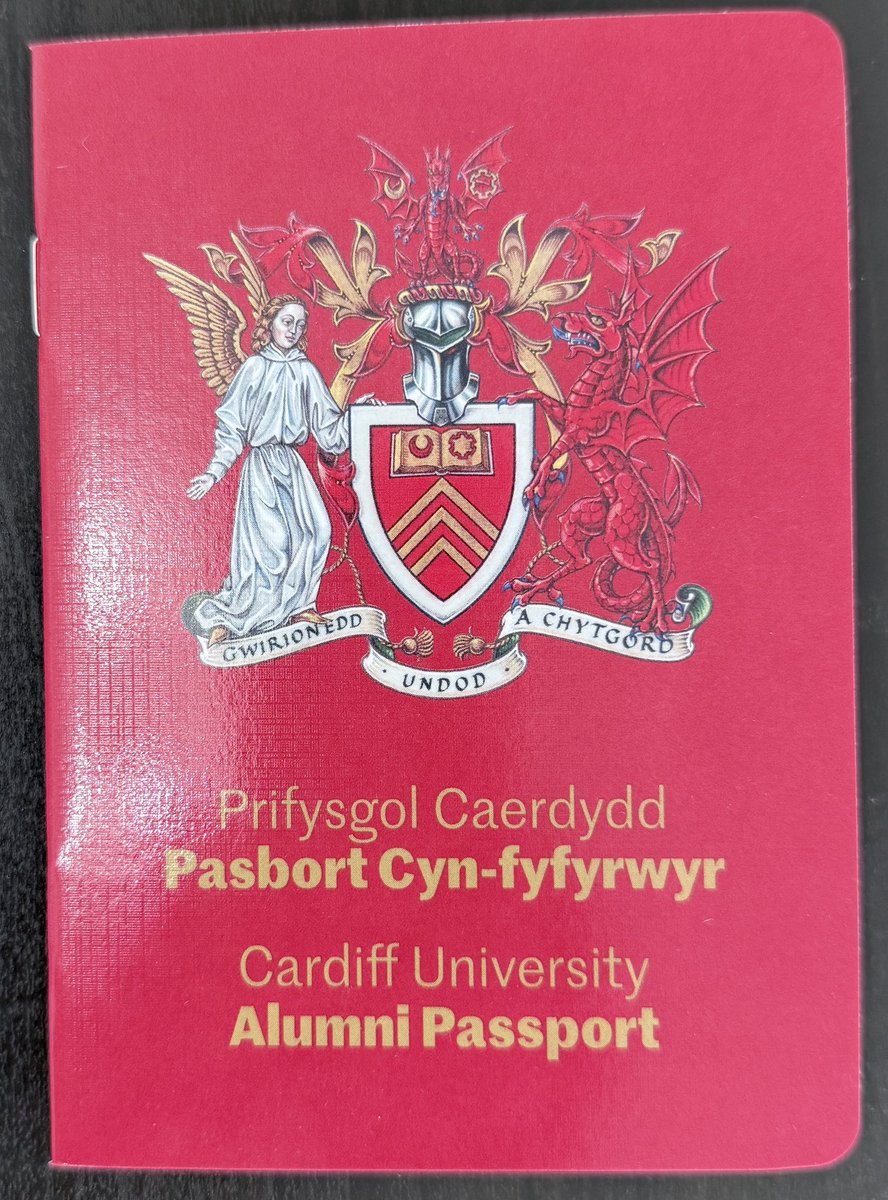 GWIRIONEDD
· UNDOD ·
A CHYTGORD
Prifysgol Caerdydd
Pasbort Cyn-fyfyrwyr
Cardiff University
Alumni Passport